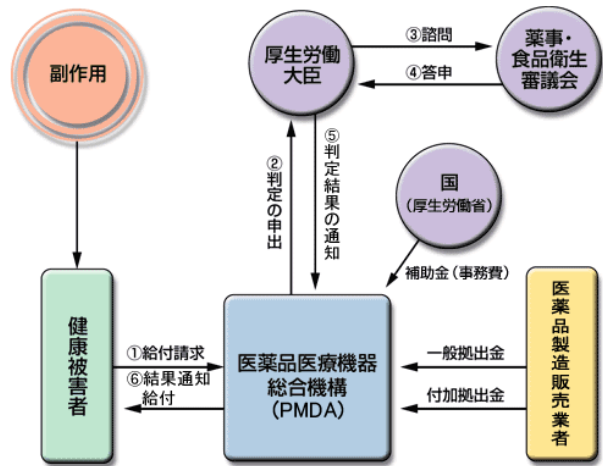 副作用
厚生労働
大臣
③諮問
④答申
薬事・
食品衛生
審議会
②判定の申出
⑤判定結果の通知
国
(厚生労働省)
補助金(事務費)
健康被害者
①給付請求
⑥結果通知
給付
医薬品医療機器
総合機構
(PMDA)
一般拠出金
付加拠出金
医薬品製造販売業者